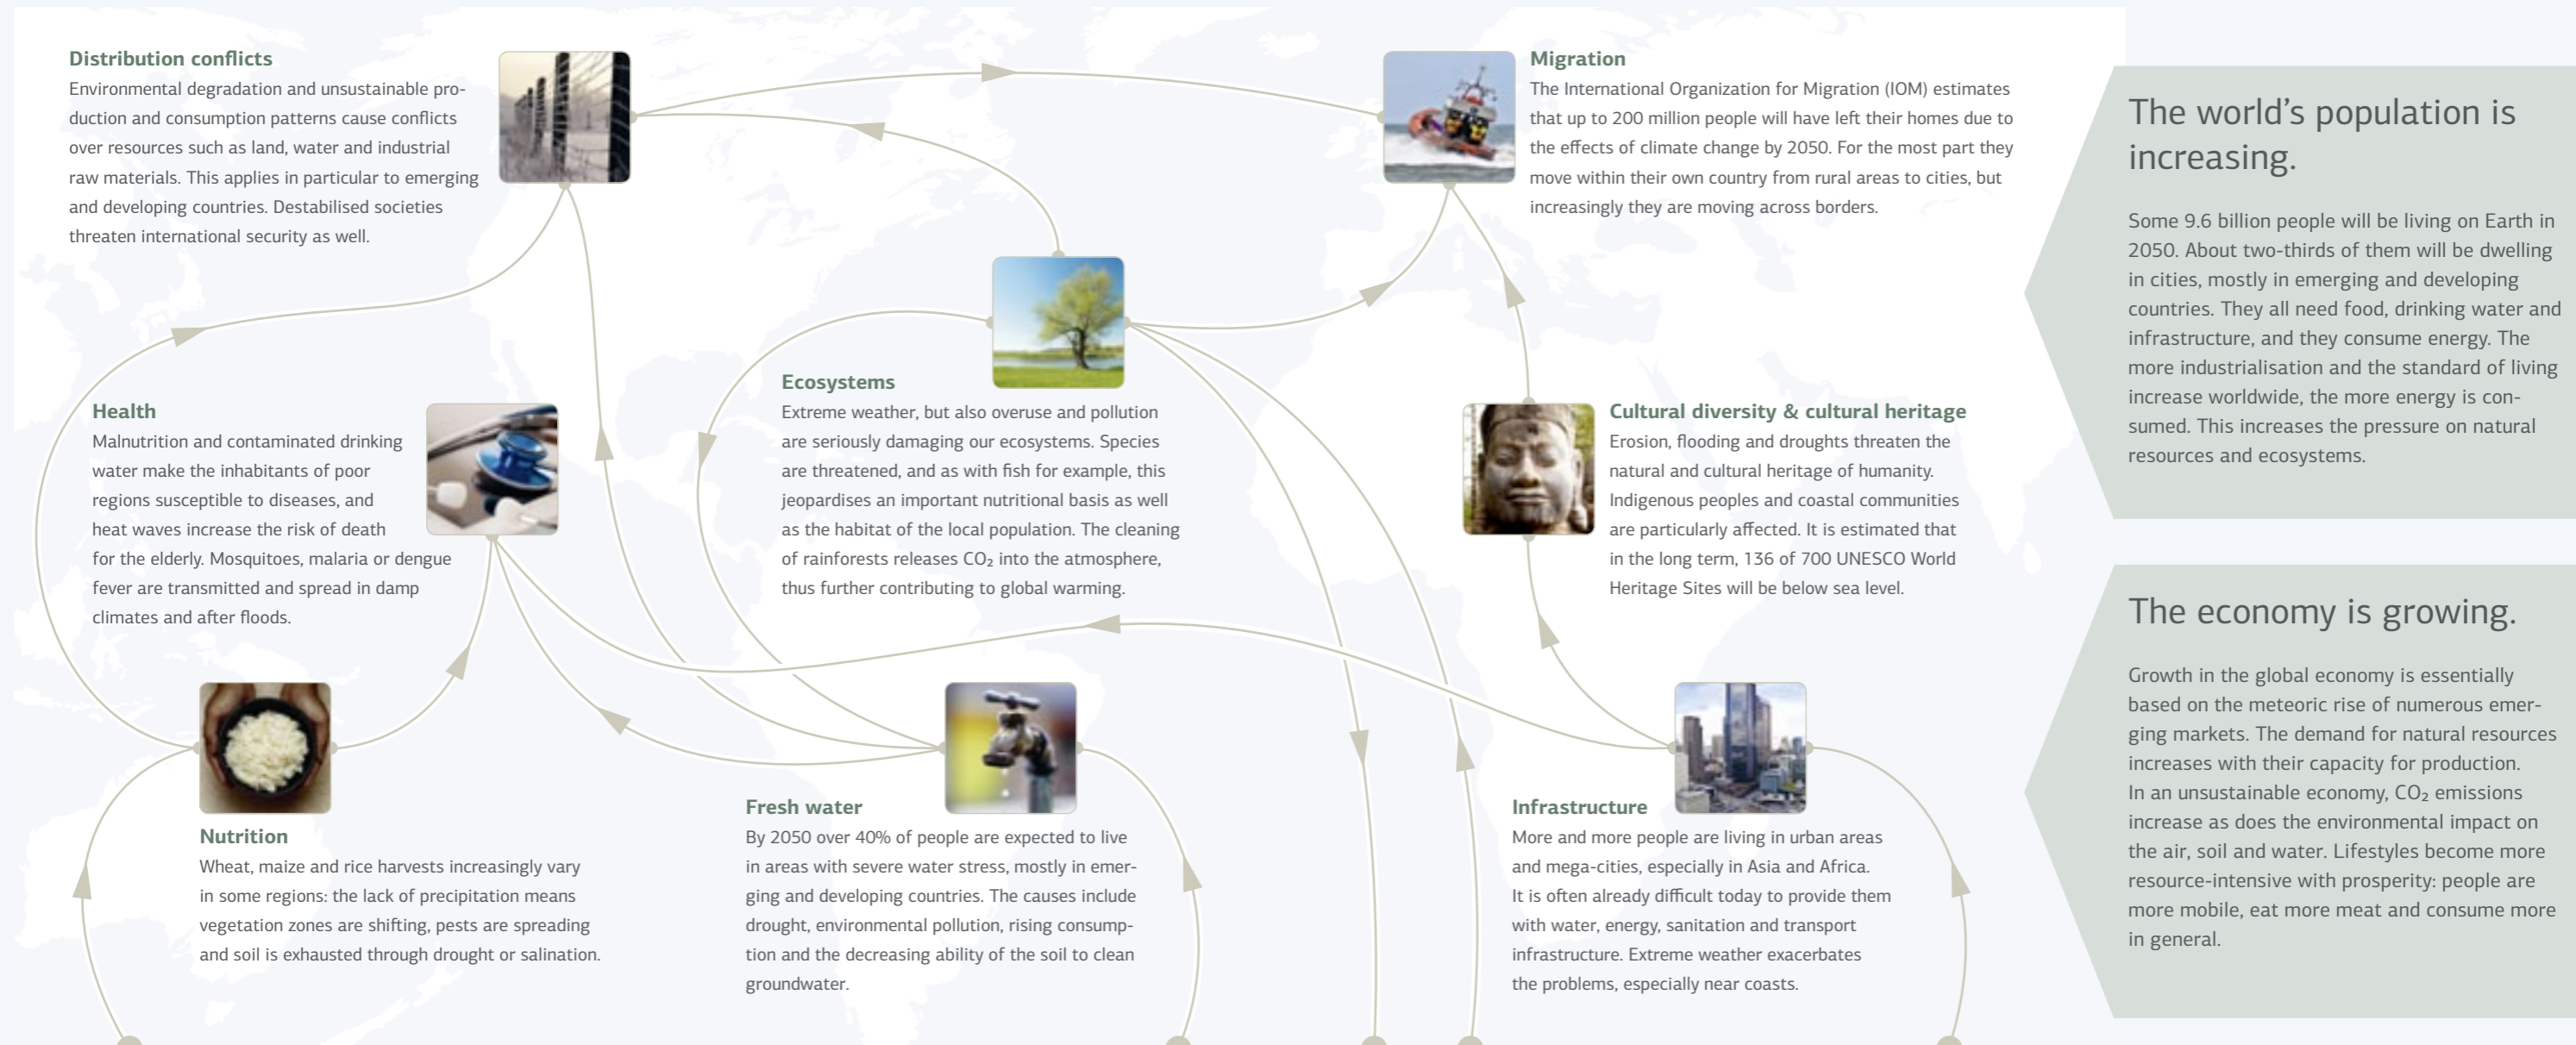 Distribution conflicts
Environmental degradation and unsustainable pro-
duction and consumption patterns cause conflicts
over resources such as land, water and industrial
raw materials. This applies in particular to emerging
and developing countries. Destabilised societies
threaten international security as well.
Migration
The International Organization for Migration (IOM) estimates
that up to 200 million people will have left their homes due to
the effects of climate change by 2050. For the most part they
move within their own country from rural areas to cities, but
increasingly they are moving across borders.
Health
Malnutrition and contaminated drinking
water make the inhabitants of poor
regions susceptible to diseases, and
heat waves increase the risk of death
for the elderly. Mosquitoes, malaria or dengue
fever are transmitted and spread in damp
climates and after floods.
Ecosystems
Extreme weather, but also overuse and pollution
are seriously damaging our ecosystems. Species
are threatened, and as with fish for example, this
jeopardises an important nutritional basis as well
as the habitat of the local population. The cleaning
of rainforests releases CO₂ into the atmosphere,
thus further contributing to global warming.
Cultural diversity & cultural heritage
Erosion, flooding and droughts threaten the
natural and cultural heritage of humanity.
Indigenous peoples and coastal communities
are particularly affected. It is estimated that
in the long term, 136 of 700 UNESCO World
Heritage Sites will be below sea level.
Nutrition
Wheat, maize and rice harvests increasingly vary
in some regions: the lack of precipitation means
vegetation zones are shifting, pests are spreading
and soil is exhausted through drought or salination.
Fresh water
By 2050 over 40% of people are expected to live
in areas with severe water stress, mostly in emer-
ging and developing countries. The causes include
drought, environmental pollution, rising consump-
tion and the decreasing ability of the soil to clean
groundwater.
Infrastructure
More and more people are living in urban areas
and mega-cities, especially in Asia and Africa.
It is often already difficult today to provide them
with water, energy, sanitation and transport
infrastructure. Extreme weather exacerbates
the problems, especially near coasts.
The world's population is
increasing.
Some 9.6 billion people will be living on Earth in
2050. About two-thirds of them will be dwelling
in cities, mostly in emerging and developing
countries. They all need food, drinking water and
infrastructure, and they consume energy. The
more industrialisation and the standard of living
increase worldwide, the more energy is con-
sumed. This increases the pressure on natural
resources and ecosystems.
The economy is growing.
Growth in the global economy is essentially
based on the meteoric rise of numerous emer-
ging markets. The demand for natural resources
increases with their capacity for production.
In an unsustainable economy, CO₂ emissions
increase as does the environmental impact on
the air, soil and water. Lifestyles become more
resource-intensive with prosperity: people are
more mobile, eat more meat and consume more
in general.